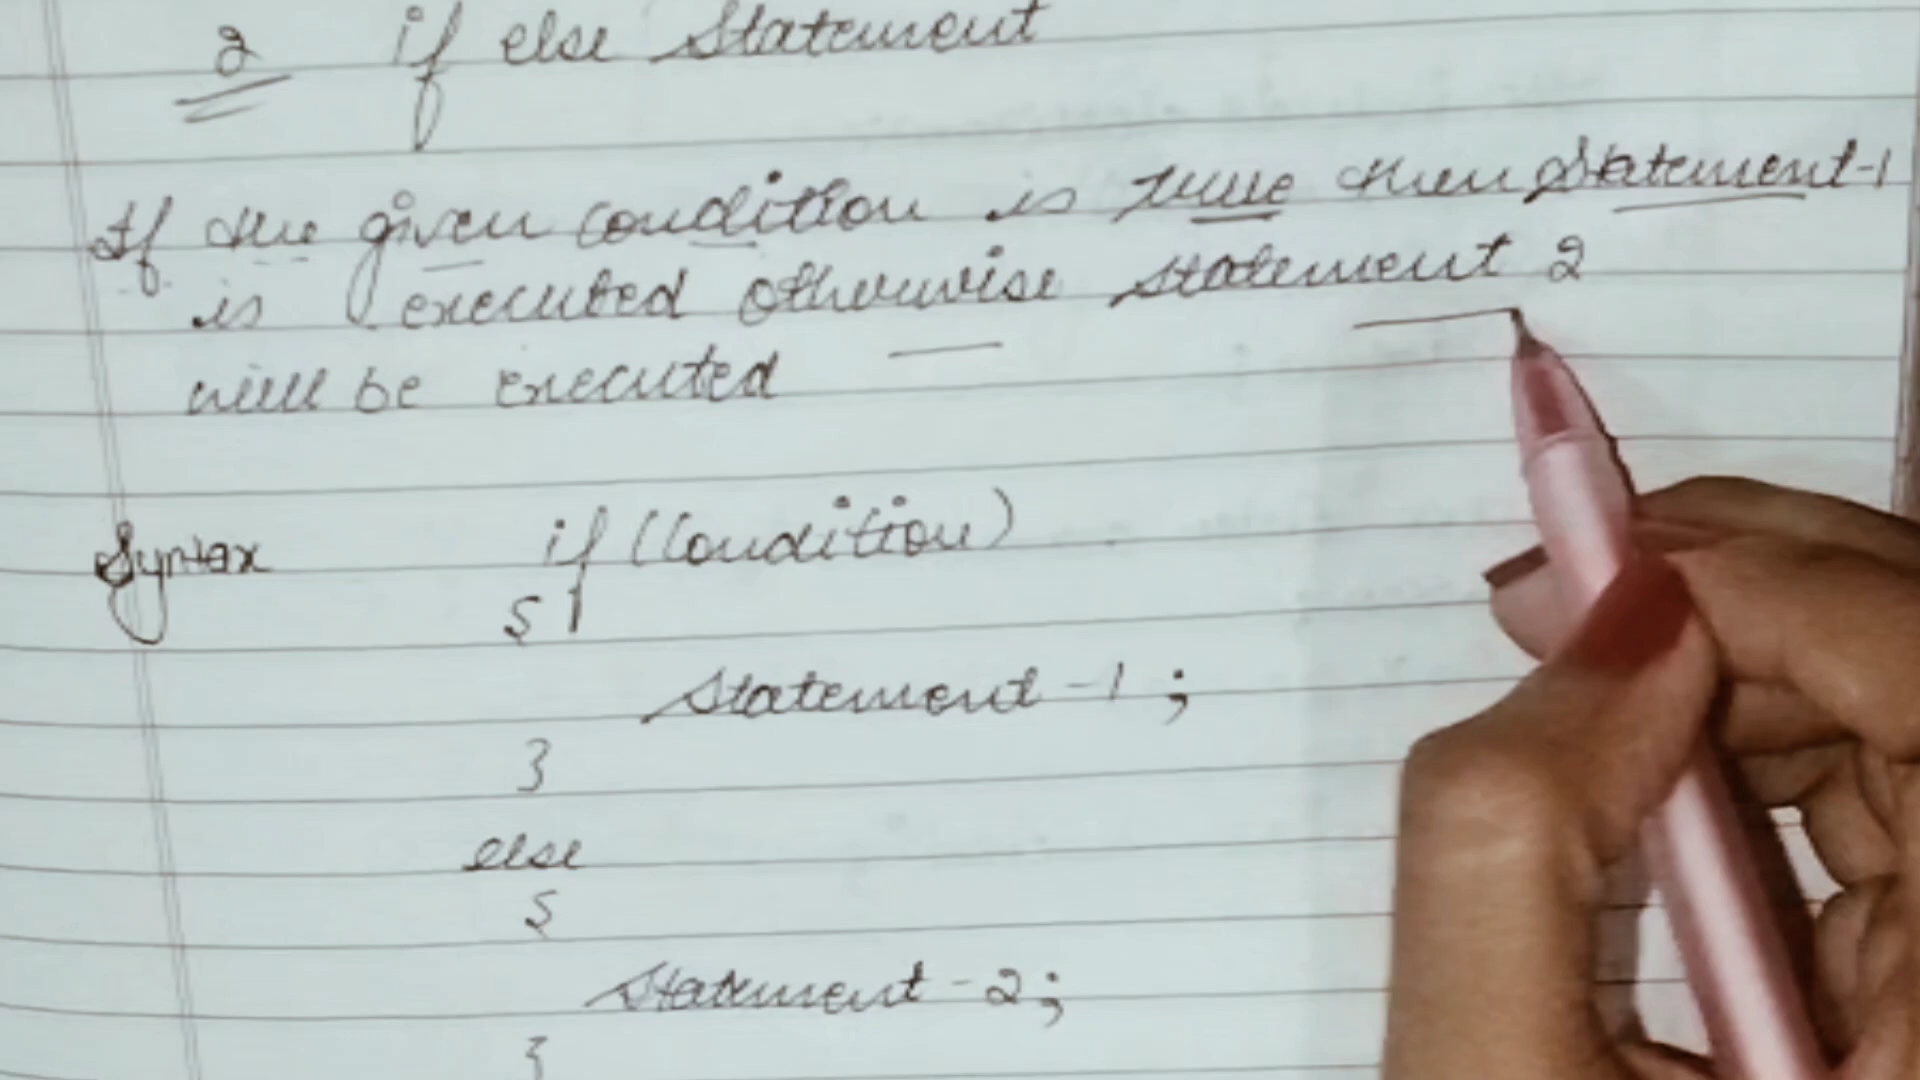 2 if else Statement
If the given condition is true then Statement-1
is executed otherwise statement 2
will be executed
Syntax if (Condition)
{
Statement-1;
}
else
{
Statement-2;
}